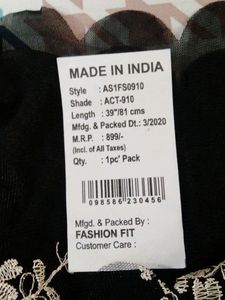 MADE IN INDIA
Style : AS1FS0910
Shade : ACT-910
Length : 39"/81 cms
Mfdg. & Packed Dt.: 3/2020
M.R.P. : 899/-
(Incl. of All Taxes)
Qty. : 1pc' Pack
098586230456
Mfgd. & Packed By :
FASHION FIT
Customer Care :